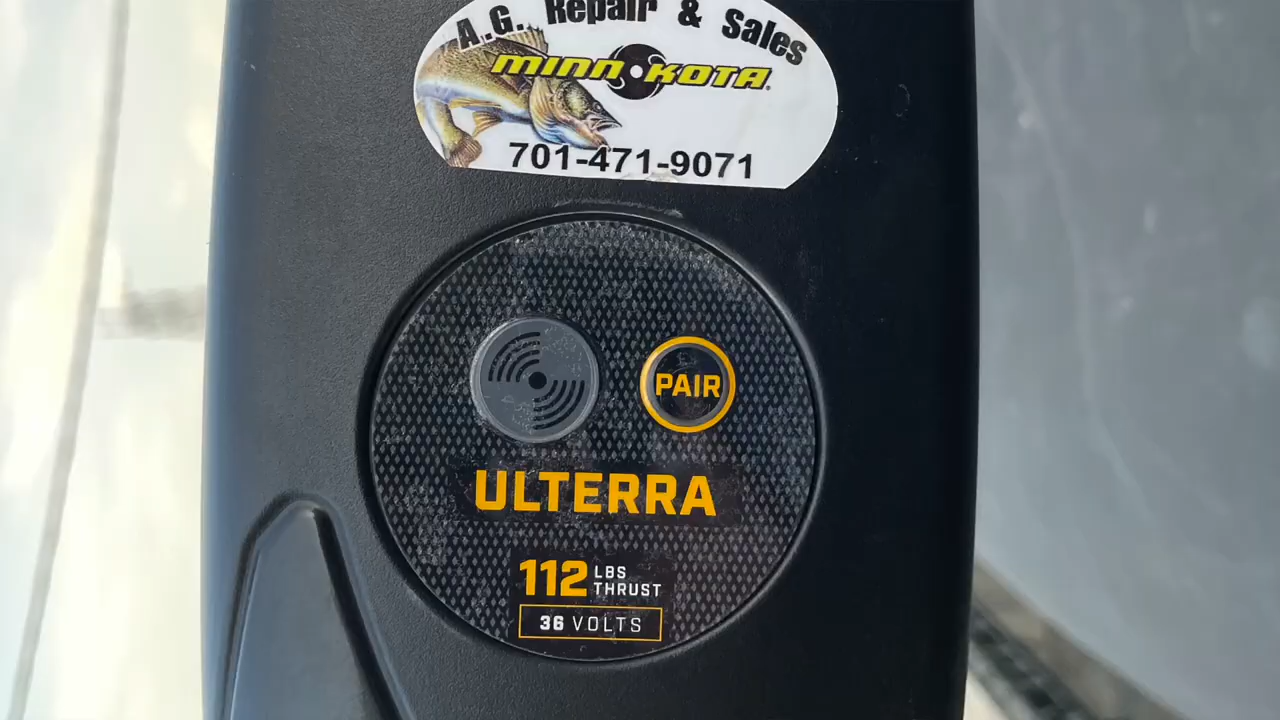 A.G. Repair & Sales
MINN KOTA
701-471-9071
PAIR
ULTERRA
112 LBS THRUST
36 VOLTS